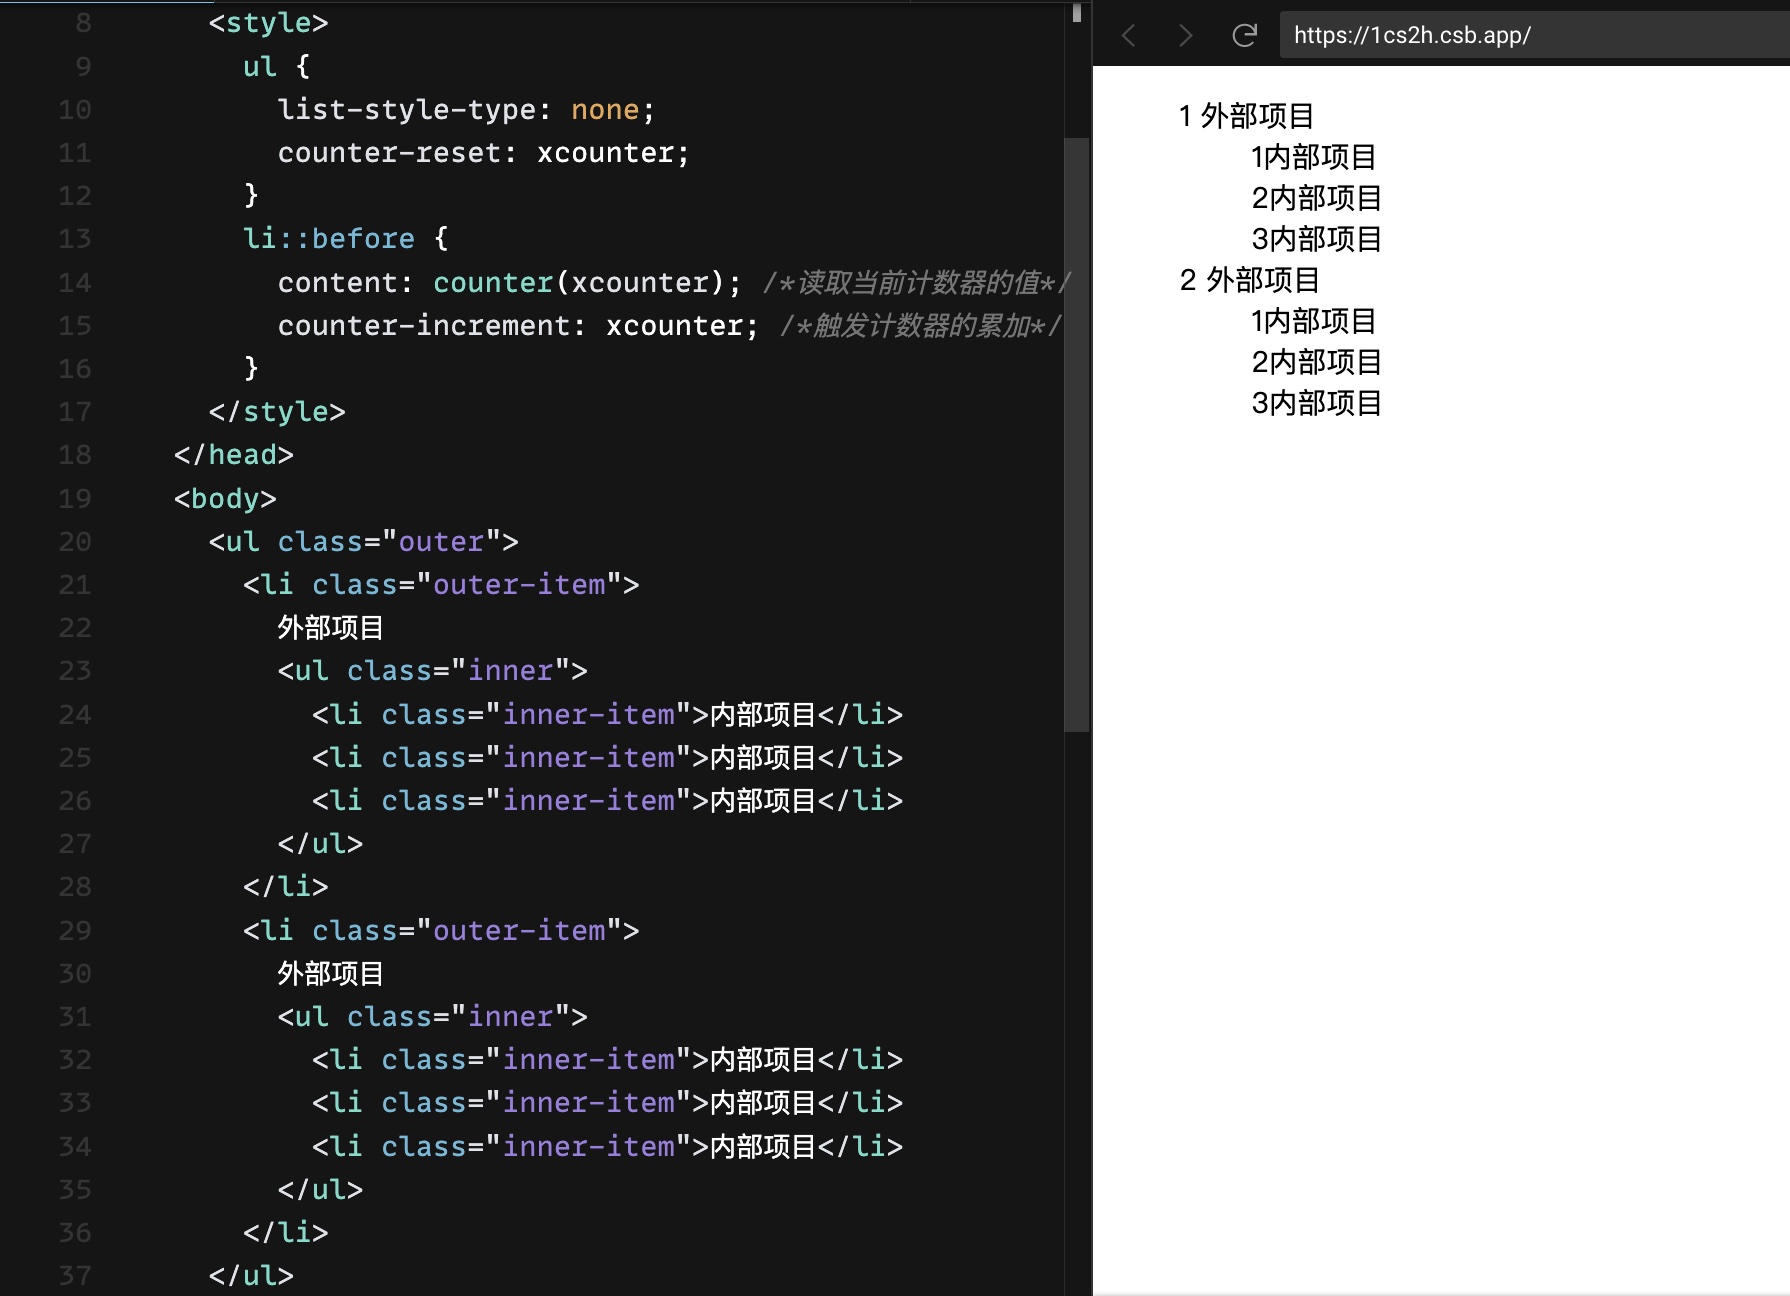 8 <style>
9 ul {
10 list-style-type: none;
11 counter-reset: xcounter;
12 }
13 li::before {
14 content: counter(xcounter); /*读取当前计数器的值*/
15 counter-increment: xcounter; /*触发计数器的累加*/
16 }
17 </style>
18 </head>
19 <body>
20 <ul class="outer">
21 <li class="outer-item">
22 外部项目
23 <ul class="inner">
24 <li class="inner-item">内部项目</li>
25 <li class="inner-item">内部项目</li>
26 <li class="inner-item">内部项目</li>
27 </ul>
28 </li>
29 <li class="outer-item">
30 外部项目
31 <ul class="inner">
32 <li class="inner-item">内部项目</li>
33 <li class="inner-item">内部项目</li>
34 <li class="inner-item">内部项目</li>
35 </ul>
36 </li>
37 </ul>
https://1cs2h.csb.app/
1 外部项目
1内部项目
2内部项目
3内部项目
2 外部项目
1内部项目
2内部项目
3内部项目